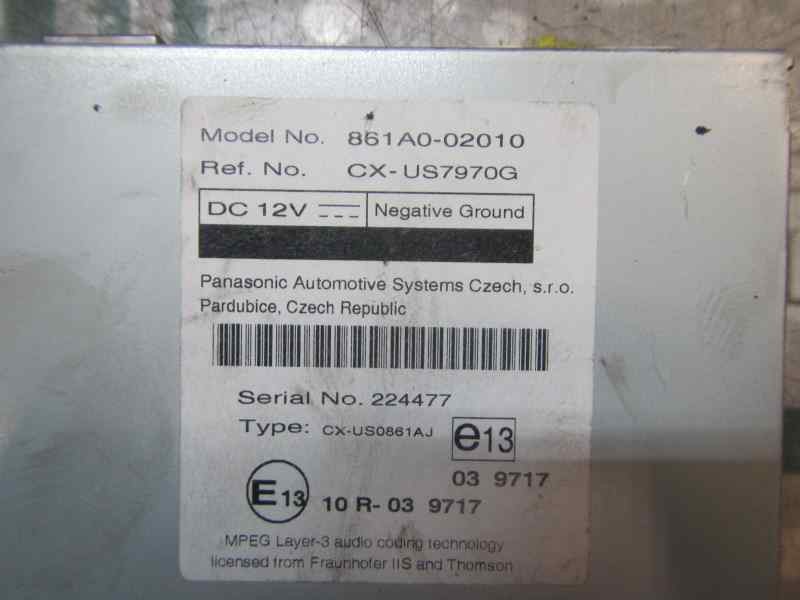 Model No. 861A0-02010
Ref. No. CX-US7970G
DC 12V Negative Ground
Panasonic Automotive Systems Czech, s.r.o.
Pardubice, Czech Republic
Serial No. 224477
Type: CX-US0861AJ e13
03 9717
E13 10 R-03 9717
MPEG Layer-3 audio coding technology
licensed from Fraunhofer IIS and Thomson